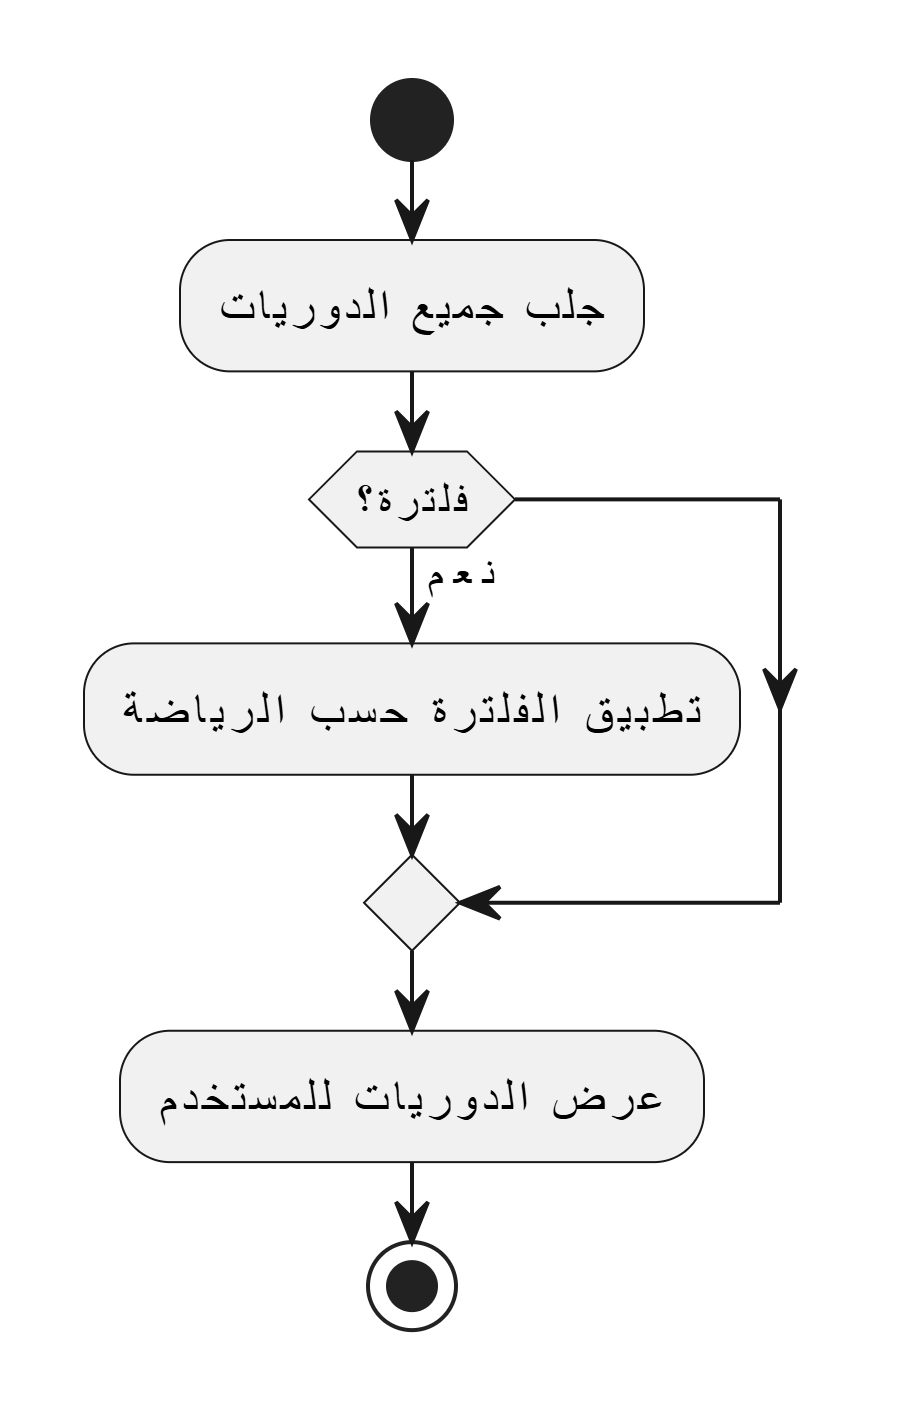 جلب جميع الدوريات
فلترة؟
نعم
تطبيق الفلترة حسب الرياضة
عرض الدوريات للمستخدم